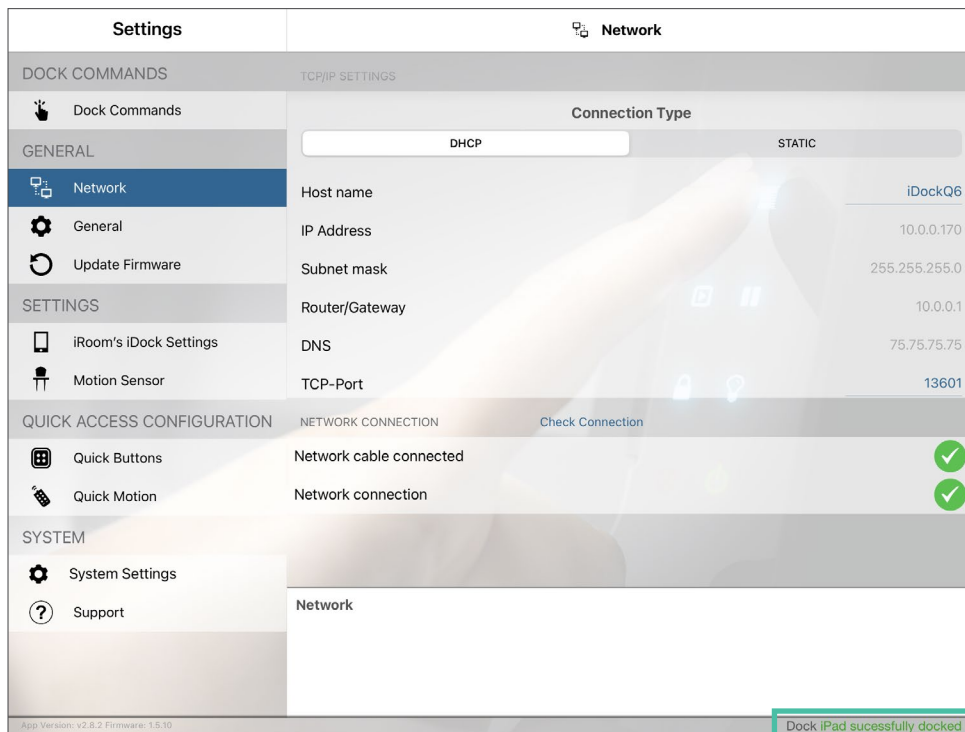 Settings
Network
DOCK COMMANDS
TCP/IP SETTINGS
Dock Commands
Connection Type
GENERAL
DHCP
STATIC
Network
Host name
iDockQ6
General
IP Address
10.0.0.170
Update Firmware
Subnet mask
255.255.255.0
SETTINGS
Router/Gateway
10.0.0.1
iRoom's iDock Settings
DNS
75.75.75.75
Motion Sensor
TCP-Port
13601
QUICK ACCESS CONFIGURATION
NETWORK CONNECTION
Check Connection
Quick Buttons
Network cable connected
Quick Motion
Network connection
SYSTEM
System Settings
Support
Network
App Version: v2.8.2 Firmware: 1.5.10
Dock iPad sucessfully docked